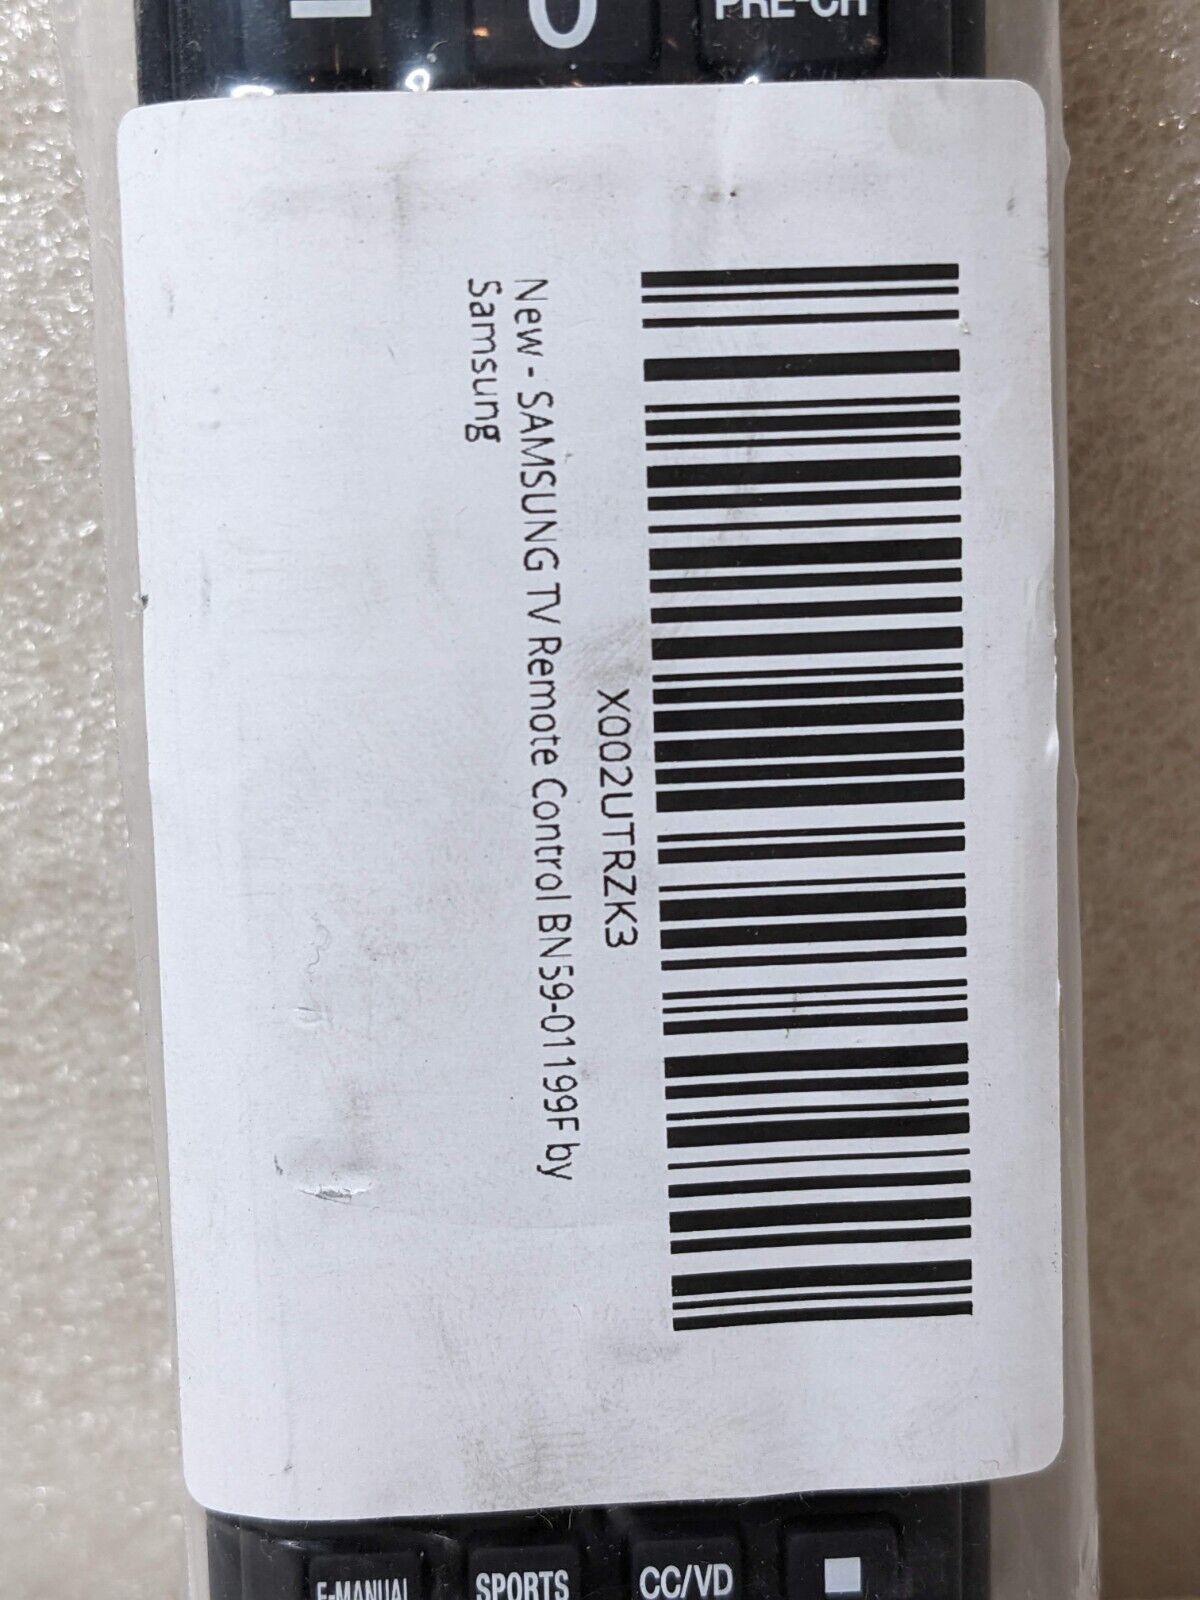 0
PRE-CH
X002UTRZK3
New - SAMSUNG TV Remote Control BN59-01199F by
Samsung
E-MANUAL
SPORTS
CC/VD